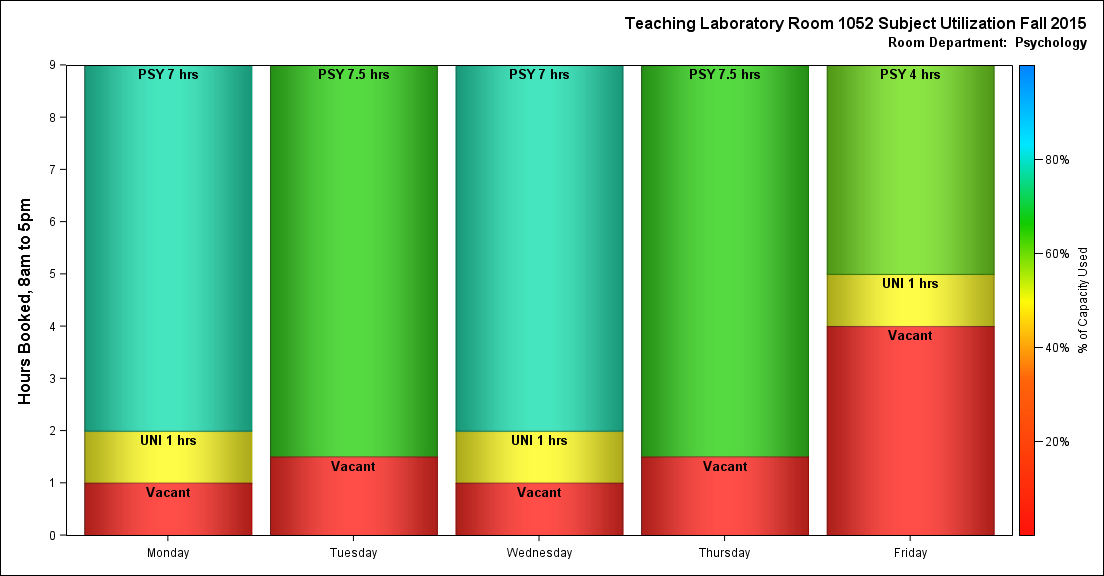 Teaching Laboratory Room 1052 Subject Utilization Fall 2015
Room Department: Psychology
Hours Booked, 8am to 5pm
9
8
7
6
5
4
3
2
1
0
PSY 7 hrs
UNI 1 hrs
Vacant
PSY 7.5 hrs
Vacant
PSY 7 hrs
UNI 1 hrs
Vacant
PSY 7.5 hrs
Vacant
PSY 4 hrs
UNI 1 hrs
Vacant
Monday
Tuesday
Wednesday
Thursday
Friday
80%
60%
40%
20%
% of Capacity Used